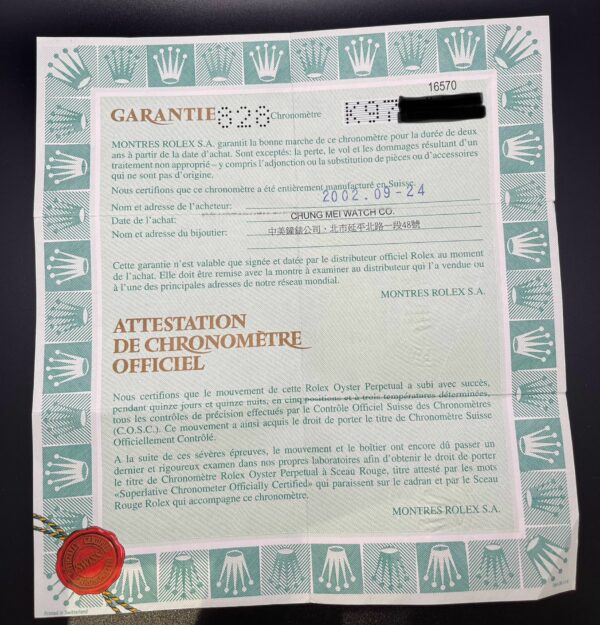 16570
GARANTIE 828 Chronomètre K97
MONTRES ROLEX S.A. garantit la bonne marche de ce chronomètre pour la durée de deux
ans à partir de la date d'achat. Sont exceptés: la perte, le vol et les dommages résultant d'un
traitement non approprié – y compris l'adjonction ou la substitution de pièces ou d'accessoires
qui ne sont pas d'origine.
Nous certifions que ce chronomètre a été entièrement manufacturé en Suisse.
2002.09-24
Nom et adresse de l'acheteur:
Date de l'achat: CHUNG MEI WATCH CO.
Nom et adresse du bijoutier: 中美鐘錶公司 · 北市延平北路一段48號
Cette garantie n'est valable que signée et datée par le distributeur officiel Rolex au moment
de l'achat. Elle doit être remise avec la montre à examiner au distributeur qui l'a vendue ou
à l'une des principales adresses de notre réseau mondial.
MONTRES ROLEX S.A.
ATTESTATION
DE CHRONOMÈTRE
OFFICIEL
Nous certifions que le mouvement de cette Rolex Oyster Perpetual a subi avec succès,
pendant quinze jours et quinze nuits, en cinq positions et à trois températures déterminées,
tous les contrôles de précision effectués par le Contrôle Officiel Suisse des Chronomètres
(C.O.S.C.). Ce mouvement a ainsi acquis le droit de porter le titre de Chronomètre Suisse
Officiellement Contrôlé.
A la suite de ces sévères épreuves, le mouvement et le boîtier ont encore dû passer un
dernier et rigoureux examen dans nos propres laboratoires afin d'obtenir le droit de porter
le titre de Chronomètre Rolex Oyster Perpetual à Sceau Rouge, titre attesté par les mots
«Superlative Chronometer Officially Certified» qui paraissent sur le cadran et par le Sceau
Rouge Rolex qui accompagne ce chronomètre.
MONTRES ROLEX S.A.
Printed in Switzerland